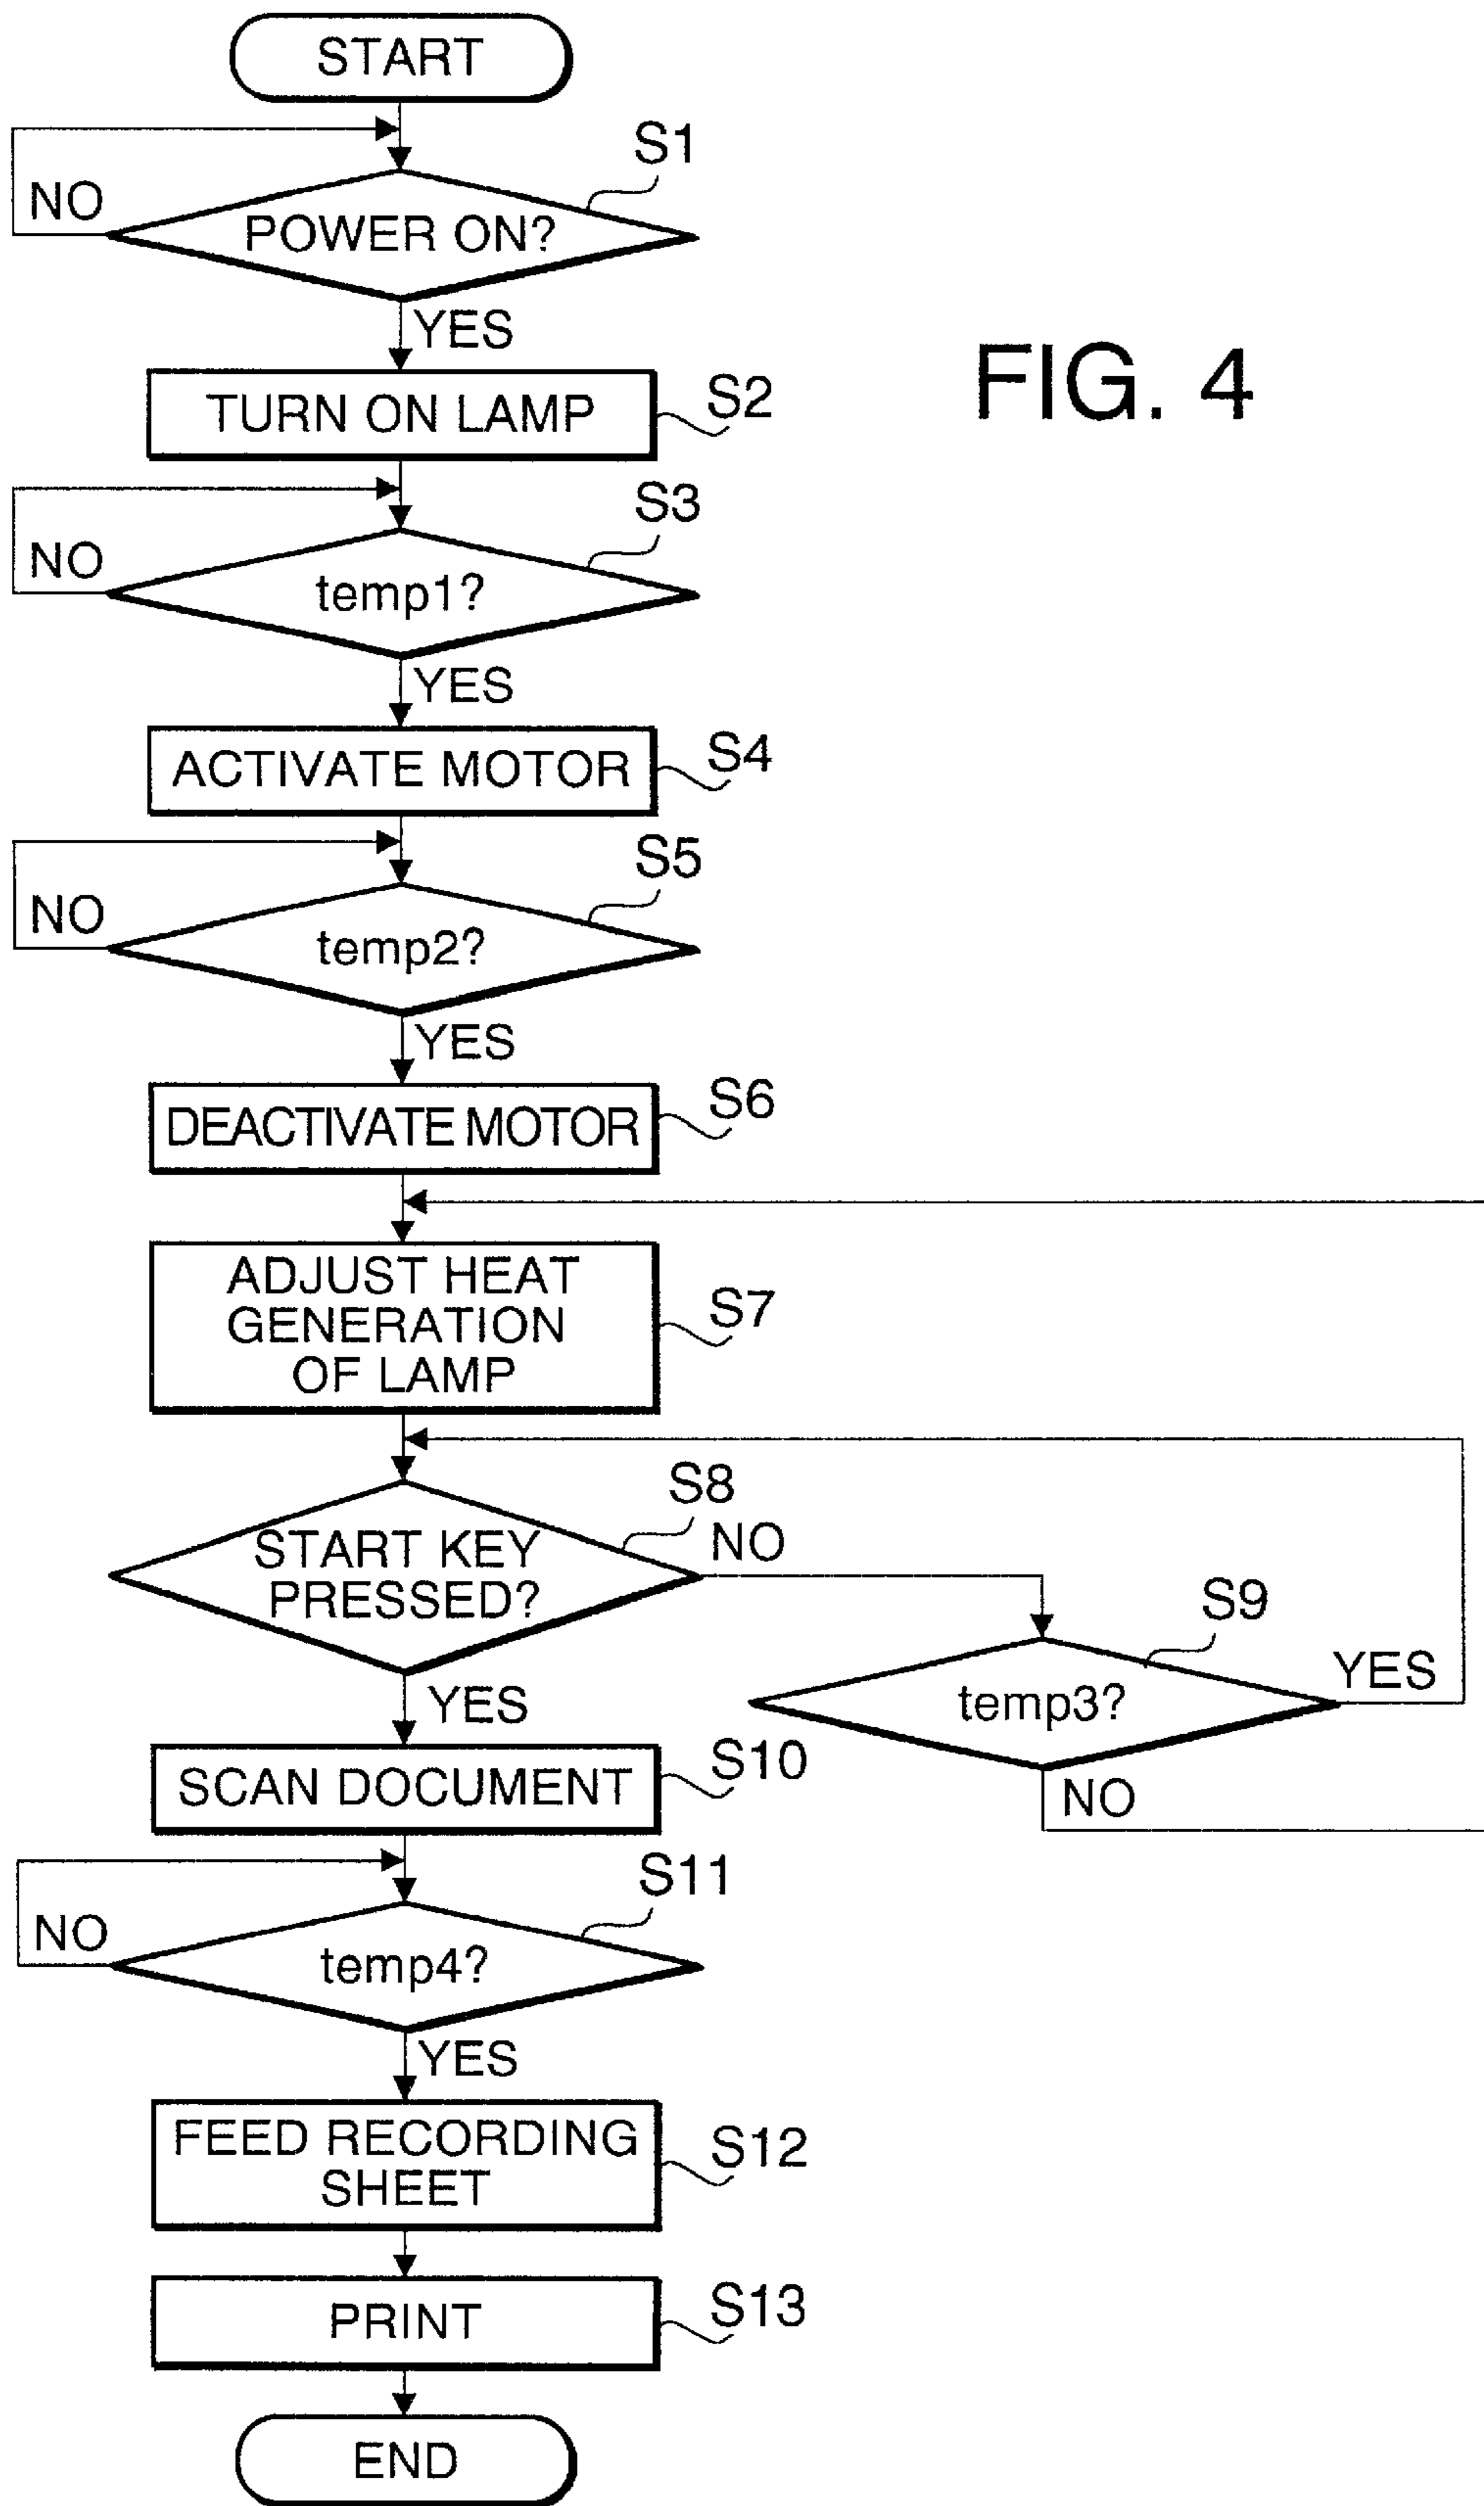 START
S1
NO
POWER ON?
YES
FIG. 4
TURN ON LAMP
S2
S3
NO
temp1?
YES
ACTIVATE MOTOR
S4
S5
NO
temp2?
YES
DEACTIVATE MOTOR
S6
ADJUST HEAT
GENERATION
OF LAMP
S7
S8
START KEY
PRESSED?
NO
S9
YES
temp3?
YES
NO
SCAN DOCUMENT
S10
S11
NO
temp4?
YES
FEED RECORDING
SHEET
S12
PRINT
S13
END